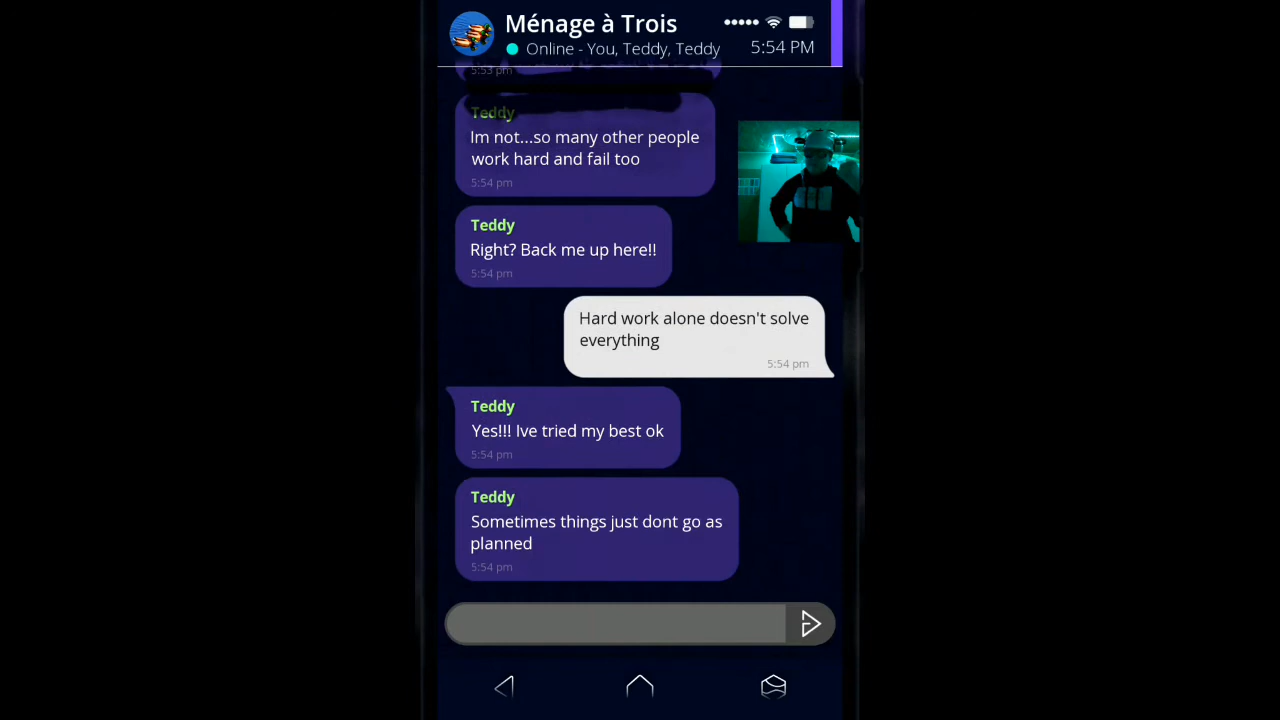 Ménage à Trois
Online - You, Teddy, Teddy
5:54 PM
5:53 pm
Teddy
Im not...so many other people
work hard and fail too
5:54 pm
Teddy
Right? Back me up here!!
5:54 pm
Hard work alone doesn't solve
everything
5:54 pm
Teddy
Yes!!! Ive tried my best ok
5:54 pm
Teddy
Sometimes things just dont go as
planned
5:54 pm